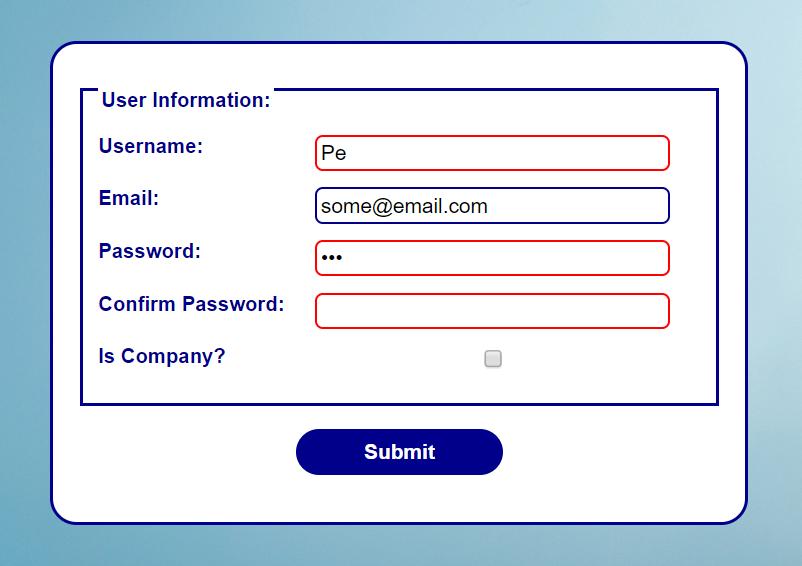 User Information:
Username:
Pe
Email:
some@email.com
Password:
•••
Confirm Password:
Is Company?
Submit